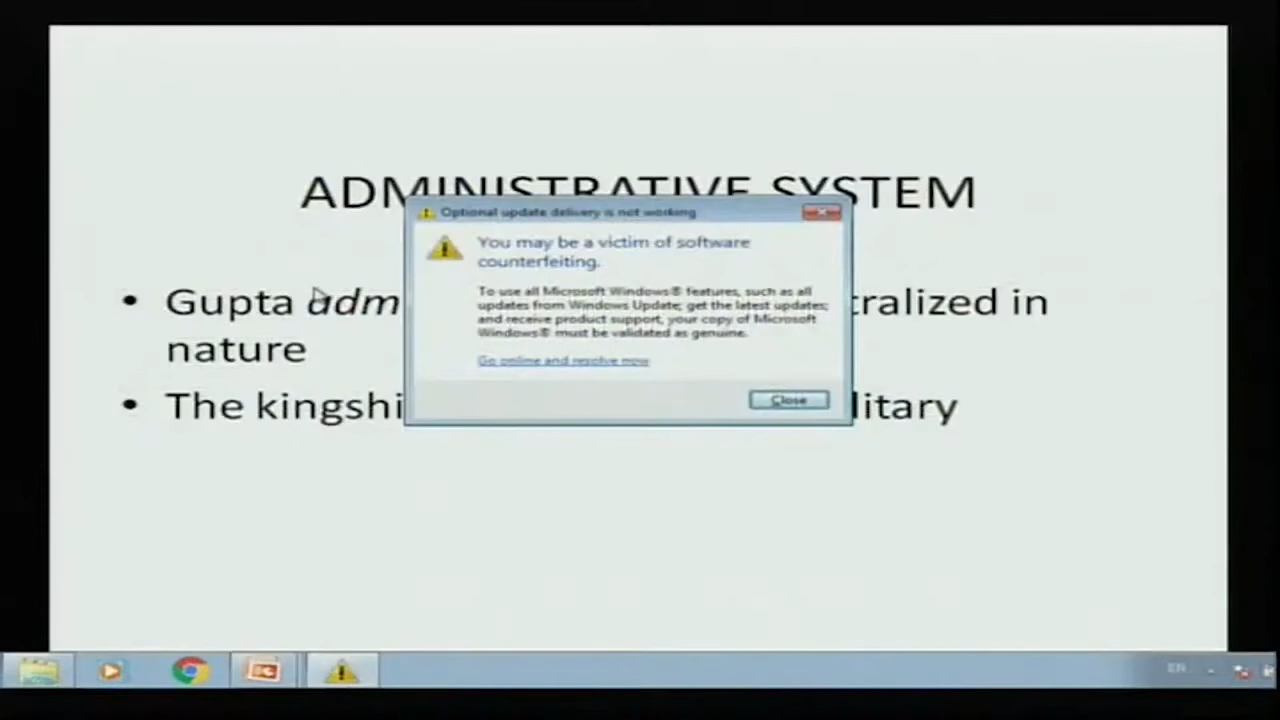 ADMINISTRATIVE SYSTEM
Optional update delivery is not working
You may be a victim of software
counterfeiting.
To use all Microsoft Windows® features, such as all
updates from Windows Update; get the latest updates;
and receive product support, your copy of Microsoft
Windows® must be validated as genuine.
Go online and resolve now
Close
• Gupta adm cralized in
nature
• The kingshi litary
EN